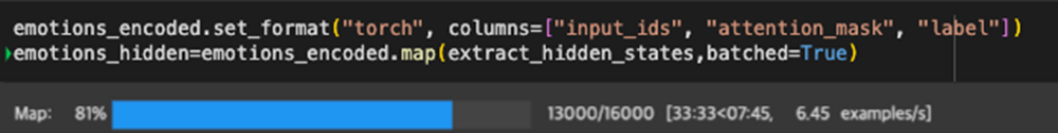 emotions_encoded.set_format("torch", columns=["input_ids", "attention_mask", "label"])
emotions_hidden=emotions_encoded.map(extract_hidden_states,batched=True)
Map: 81% 13000/16000 [33:33<07:45, 6.45 examples/s]